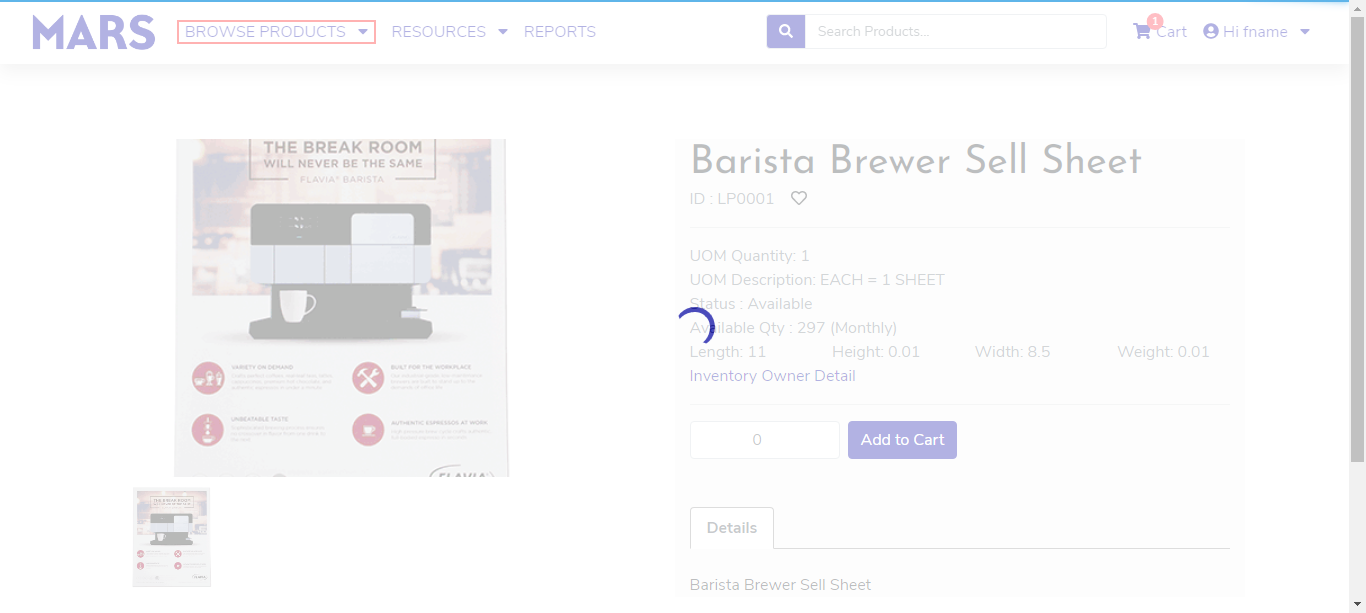 MARS
BROWSE PRODUCTS
RESOURCES
REPORTS
Search Products...
1
Cart
Hi fname
THE BREAK ROOM
WILL NEVER BE THE SAME
FLAVIA® BARISTA
VARIETY ON DEMAND
BUILT FOR THE WORKPLACE
UNBEATABLE TASTE
AUTHENTIC ESPRESSOS AT WORK
FLAVIA
Barista Brewer Sell Sheet
ID : LP0001
UOM Quantity: 1
UOM Description: EACH = 1 SHEET
Status : Available
Available Qty : 297 (Monthly)
Length: 11 Height: 0.01 Width: 8.5 Weight: 0.01
Inventory Owner Detail
0 Add to Cart
Details
Barista Brewer Sell Sheet